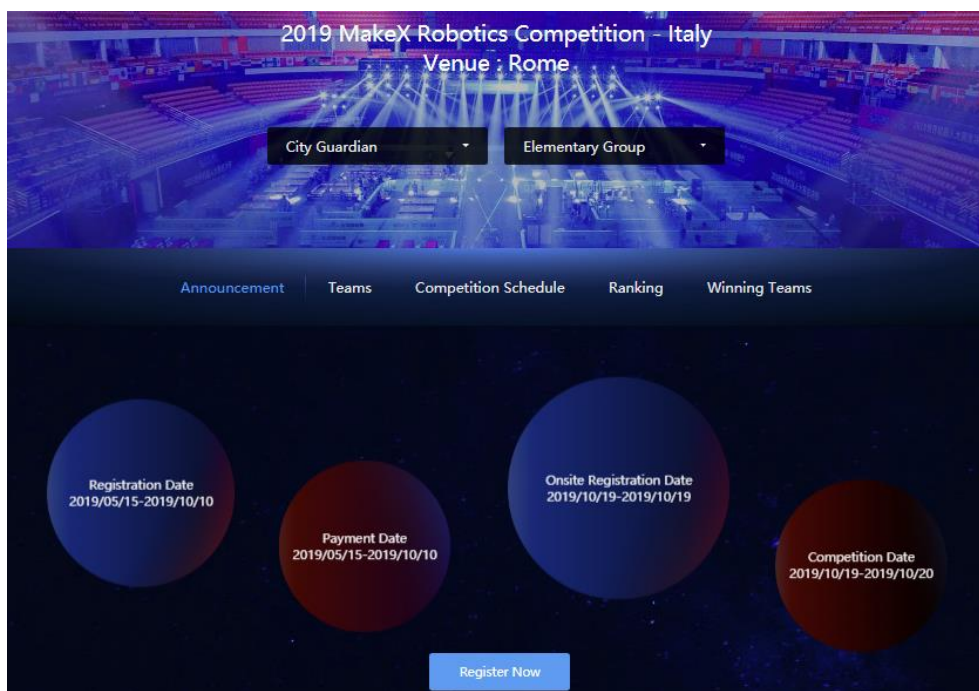 2019 MakeX Robotics Competition - Italy
Venue : Rome
City Guardian
Elementary Group
Announcement
Teams
Competition Schedule
Ranking
Winning Teams
Registration Date
2019/05/15-2019/10/10
Payment Date
2019/05/15-2019/10/10
Onsite Registration Date
2019/10/19-2019/10/19
Competition Date
2019/10/19-2019/10/20
Register Now